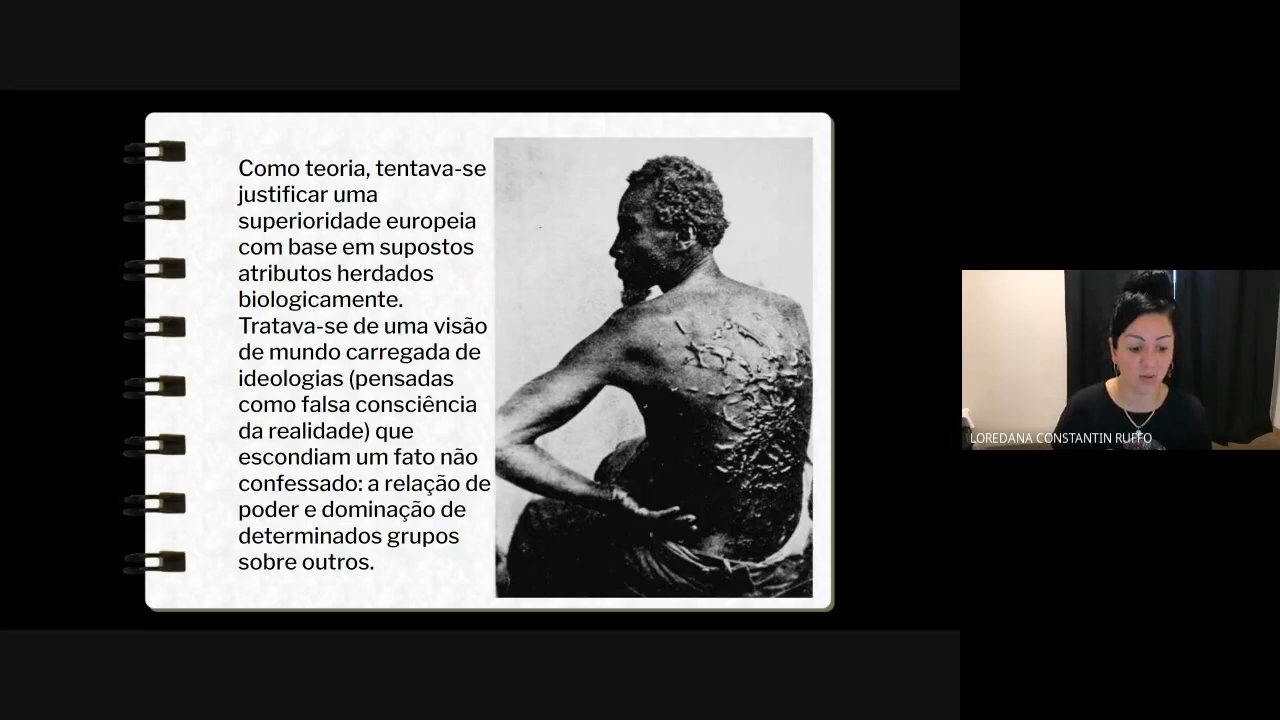 Como teoria, tentava-se
justificar uma
superioridade europeia
com base em supostos
atributos herdados
biologicamente.
Tratava-se de uma visão
de mundo carregada de
ideologias (pensadas
como falsa consciência
da realidade) que
escondiam um fato não
confessado: a relação de
poder e dominação de
determinados grupos
sobre outros.
LOREDANA CONSTANTIN RUFFO